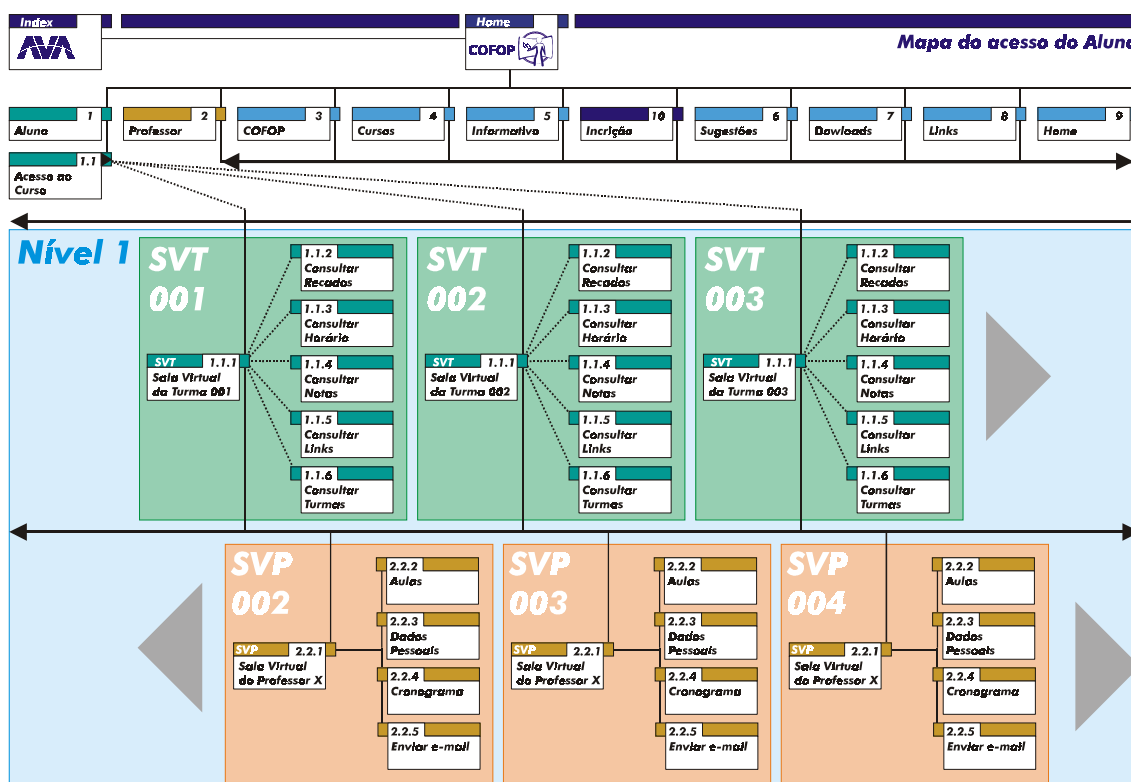 Index
AVA
Home
COFOP
Mapa do acesso do Aluno
1
Aluno
2
Professor
3
COFOP
4
Cursos
5
Informativo
10
Incrição
6
Sugestões
7
Dowloads
8
Links
9
Home
1.1
Acesso ao
Curso
Nível 1
SVT
001
SVT 1.1.1
Sala Virtual
da Turma 001
1.1.2
Consultar
Recados
1.1.3
Consultar
Horário
1.1.4
Consultar
Notas
1.1.5
Consultar
Links
1.1.6
Consultar
Turmas
SVT
002
SVT 1.1.1
Sala Virtual
da Turma 002
1.1.2
Consultar
Recados
1.1.3
Consultar
Horário
1.1.4
Consultar
Notas
1.1.5
Consultar
Links
1.1.6
Consultar
Turmas
SVT
003
SVT 1.1.1
Sala Virtual
da Turma 003
1.1.2
Consultar
Recados
1.1.3
Consultar
Horário
1.1.4
Consultar
Notas
1.1.5
Consultar
Links
1.1.6
Consultar
Turmas
SVP
002
SVP 2.2.1
Sala Virtual
do Professor X
2.2.2
Aulas
2.2.3
Dados
Pessoais
2.2.4
Cronograma
2.2.5
Enviar e-mail
SVP
003
SVP 2.2.1
Sala Virtual
do Professor X
2.2.2
Aulas
2.2.3
Dados
Pessoais
2.2.4
Cronograma
2.2.5
Enviar e-mail
SVP
004
SVP 2.2.1
Sala Virtual
do Professor X
2.2.2
Aulas
2.2.3
Dados
Pessoais
2.2.4
Cronograma
2.2.5
Enviar e-mail